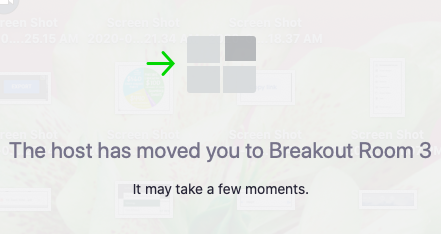 The host has moved you to Breakout Room 3
It may take a few moments.